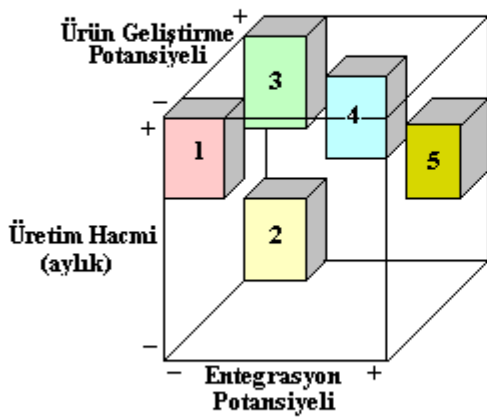 +
Ürün Geliştirme
Potansiyeli
3
−
4
+
1
5
Üretim Hacmi
(aylık)
2
−
− Entegrasyon +
Potansiyeli